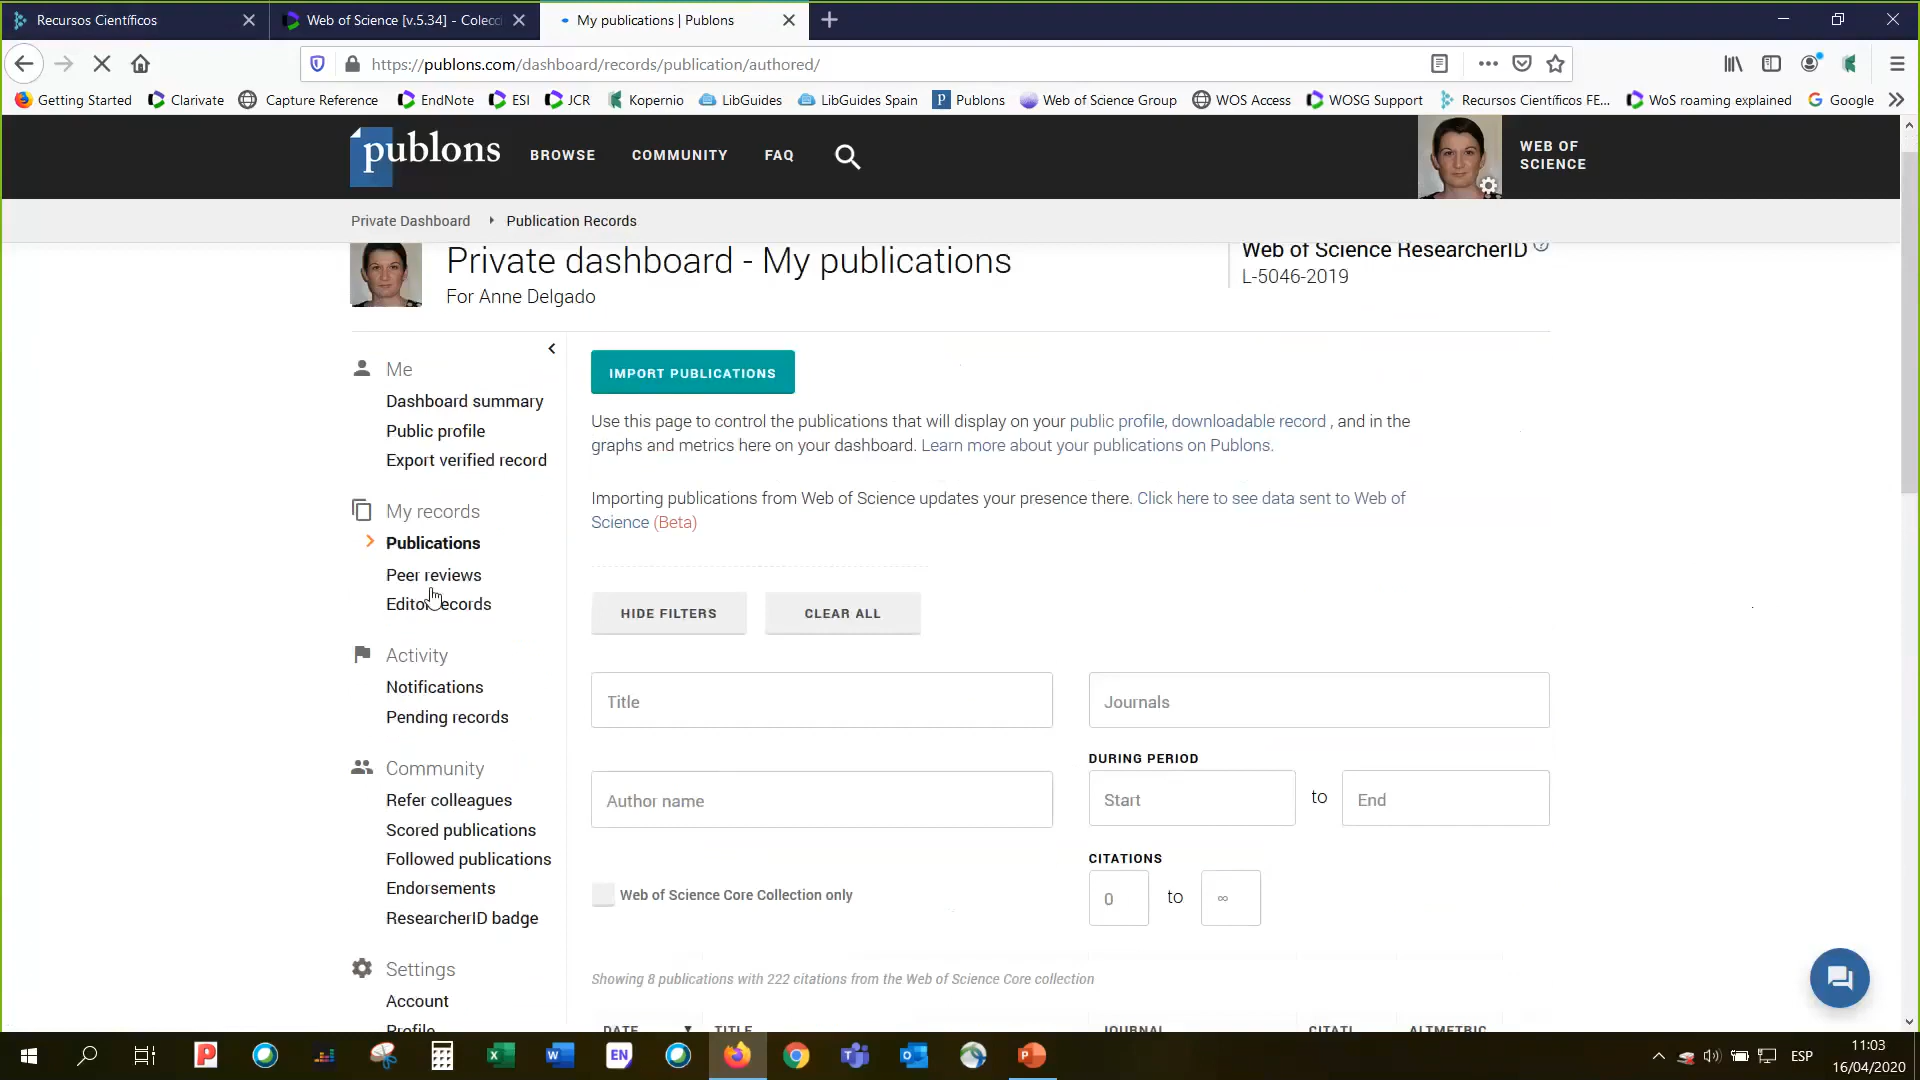 Recursos Científicos
Web of Science [v.5.34] - Colecc
My publications | Publons
https://publons.com/dashboard/records/publication/authored/
Getting Started
Clarivate
Capture Reference
EndNote
ESI
JCR
Kopernio
LibGuides
LibGuides Spain
Publons
Web of Science Group
WOS Access
WOSG Support
Recursos Científicos FE...
WoS roaming explained
Google
publons
BROWSE
COMMUNITY
FAQ
WEB OF
SCIENCE
Private Dashboard
Publication Records
Private dashboard - My publications
For Anne Delgado
Web of Science ResearcherID
L-5046-2019
Me
Dashboard summary
Public profile
Export verified record
My records
Publications
Peer reviews
Editor records
Activity
Notifications
Pending records
Community
Refer colleagues
Scored publications
Followed publications
Endorsements
ResearcherID badge
Settings
Account
Profile
IMPORT PUBLICATIONS
Use this page to control the publications that will display on your public profile, downloadable record , and in the
graphs and metrics here on your dashboard. Learn more about your publications on Publons.
Importing publications from Web of Science updates your presence there. Click here to see data sent to Web of
Science (Beta)
HIDE FILTERS
CLEAR ALL
Title
Journals
Author name
DURING PERIOD
Start
to
End
Web of Science Core Collection only
CITATIONS
0
to
∞
Showing 8 publications with 222 citations from the Web of Science Core collection
DATE
TITLE
JOURNAL
CITATI
ALTMETRIC
EN
ESP
11:03
16/04/2020